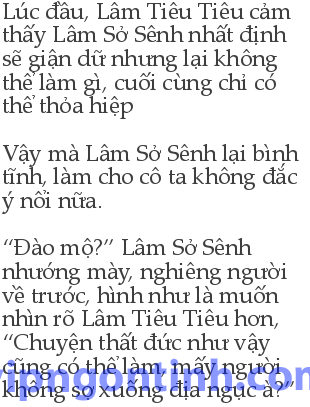 Lúc đầu, Lâm Tiêu Tiêu cảm
thấy Lâm Sở Sênh nhất định
sẽ giận dữ nhưng lại không
thể làm gì, cuối cùng chỉ có
thể thỏa hiệp
Vậy mà Lâm Sở Sênh lại bình
tĩnh, làm cho cô ta không đắc
ý nổi nữa.
“Đào mộ?” Lâm Sở Sênh
nhướng mày, nghiêng người
về trước, hình như là muốn
nhìn rõ Lâm Tiêu Tiêu hơn,
“Chuyện thất đức như vậy
cũng có thể làm, mấy người
không sợ xuống địa ngục à?”
vipngontinh.com